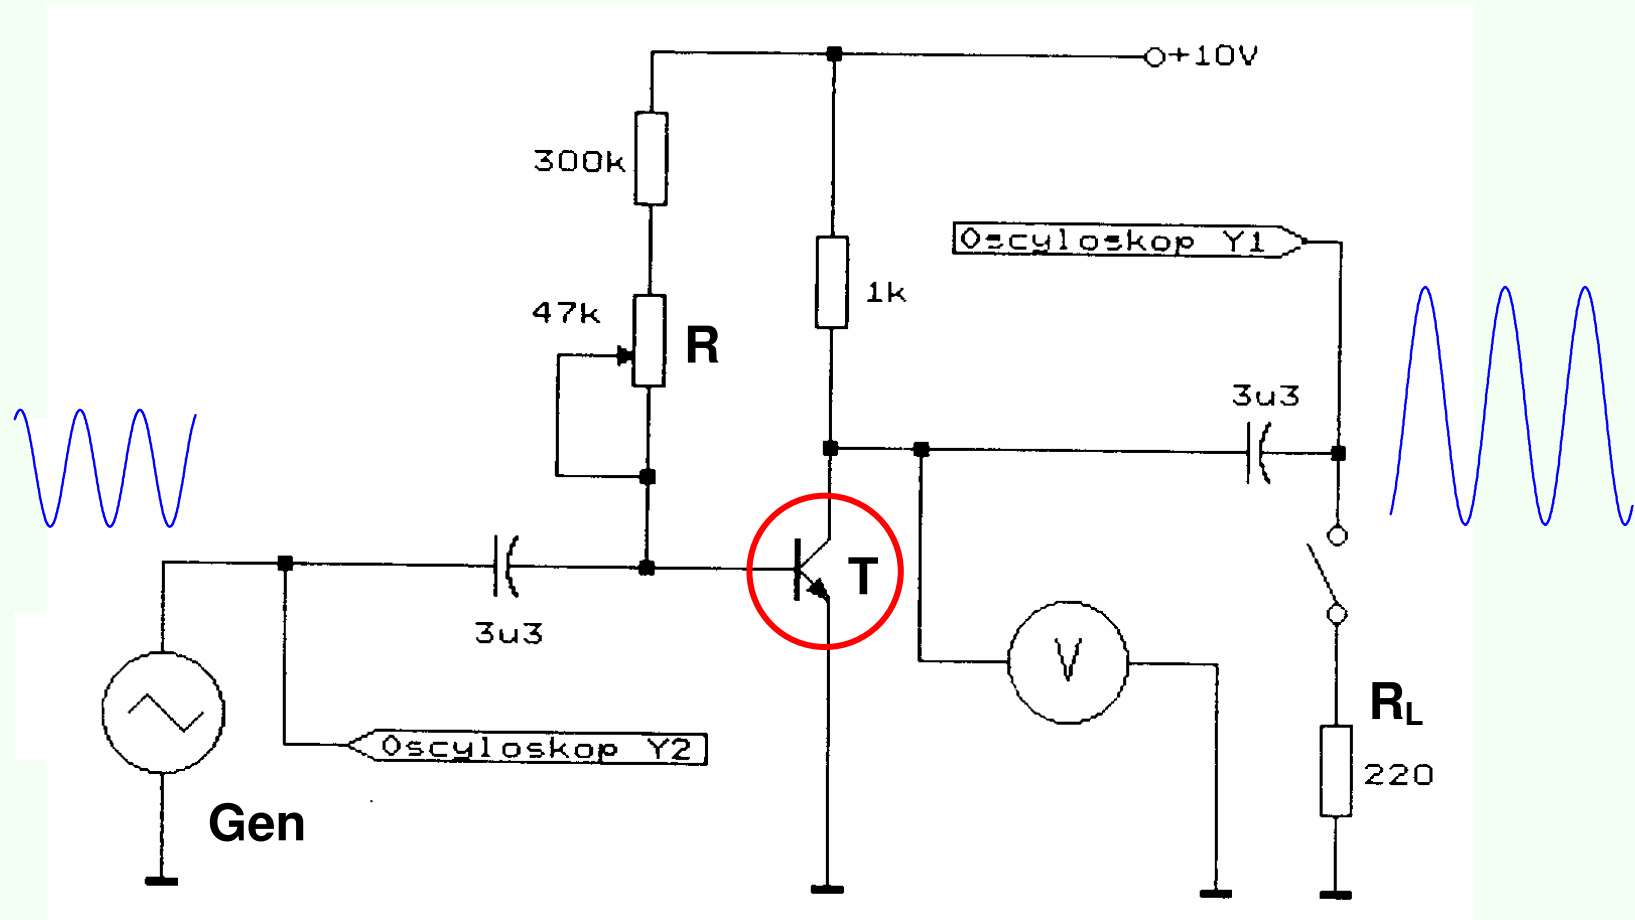 +10V
300k
Oscyloskop Y1
1k
47k
R
3u3
T
3u3
V
RL
Oscyloskop Y2
220
Gen